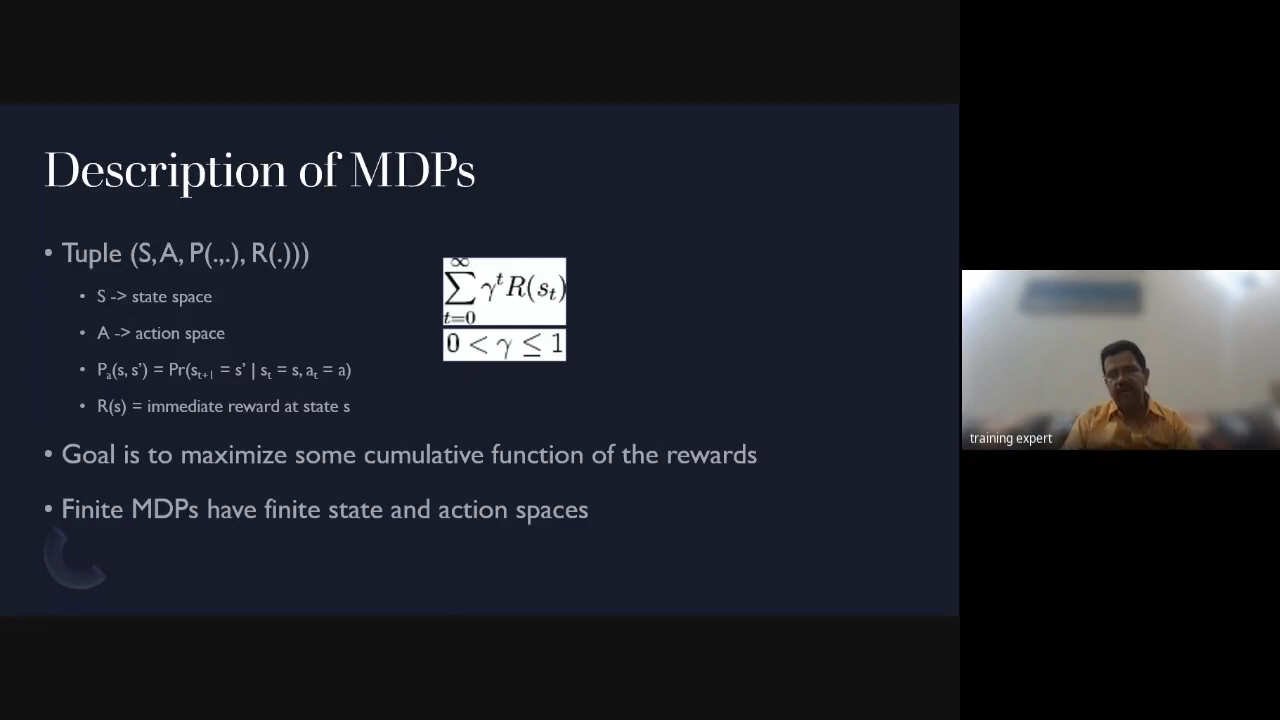 Description of MDPs
• Tuple (S, A, P(.,.), R(.)))
• S -> state space
• A -> action space
• Pₐ(s, s’) = Pr(sₜ₊₁ = s’ | sₜ = s, aₜ = a)
• R(s) = immediate reward at state s
∞
∑ γᵗR(sₜ)
t=0
0 < γ ≤ 1
• Goal is to maximize some cumulative function of the rewards
• Finite MDPs have finite state and action spaces
training expert